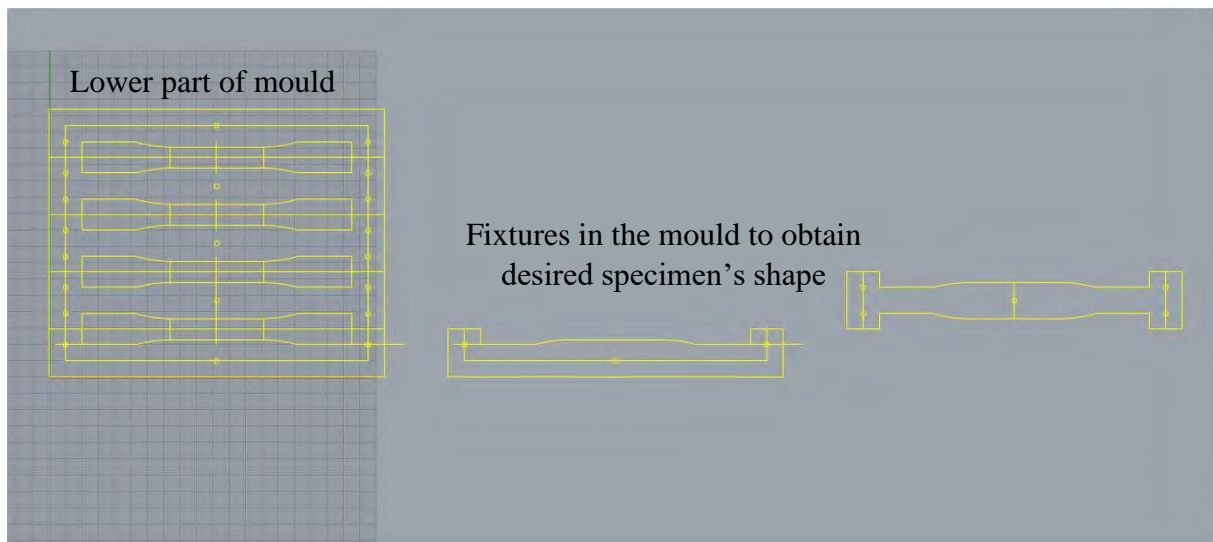 Lower part of mould
Fixtures in the mould to obtain
desired specimen’s shape